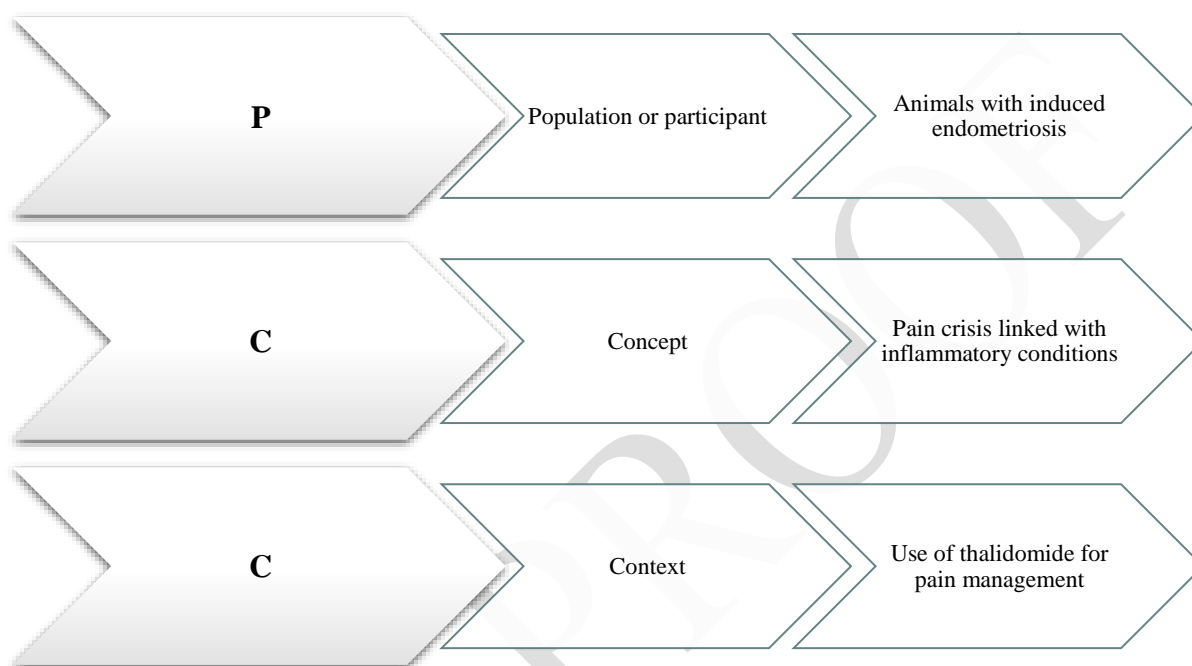 P
Population or participant
Animals with induced
endometriosis
C
Concept
Pain crisis linked with
inflammatory conditions
C
Context
Use of thalidomide for
pain management
PROOF